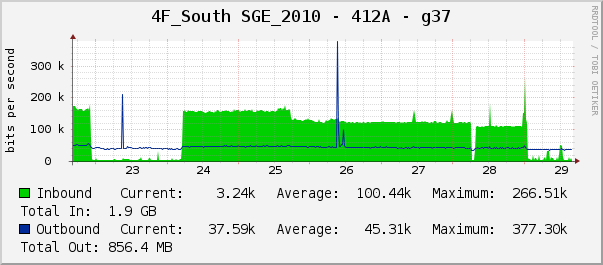 4F_South SGE_2010 - 412A - g37
RRDTOOL / TOBI OETIKER
bits per second
300 k
200 k
100 k
0
23 24 25 26 27 28 29
Inbound Current: 3.24k Average: 100.44k Maximum: 266.51k
Total In: 1.9 GB
Outbound Current: 37.59k Average: 45.31k Maximum: 377.30k
Total Out: 856.4 MB